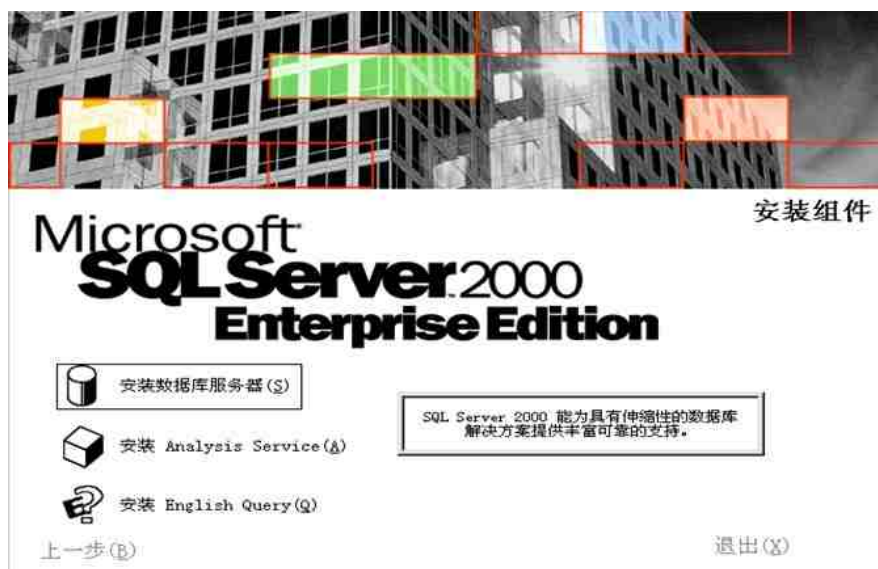 安装组件
Microsoft
SQL Server 2000
Enterprise Edition
安装数据库服务器(S)
SQL Server 2000 能为具有伸缩性的数据库
解决方案提供丰富可靠的支持。
安装 Analysis Service(A)
安装 English Query(Q)
上一步(B)
退出(X)